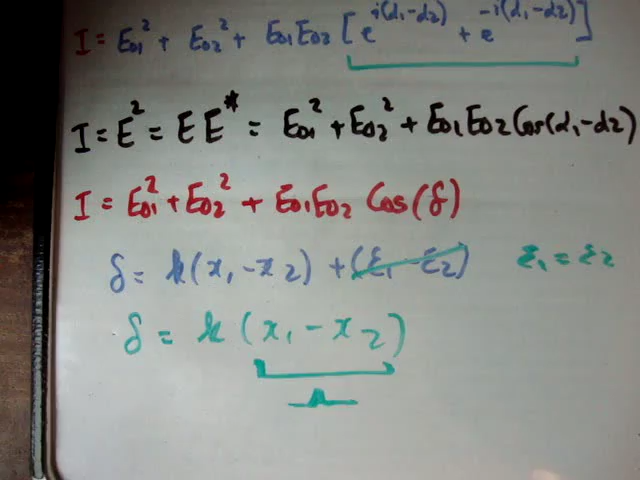 I = E₀₁² + E₀₂² + E₀₁E₀₂ [e^{i(α₁-α₂)} + e^{-i(α₁-α₂)}]
I = E² = EE* = E₀₁² + E₀₂² + E₀₁E₀₂ Cos(α₁-α₂)
I = E₀₁² + E₀₂² + E₀₁E₀₂ Cos(δ)
δ = k(x₁-x₂) + (ε₁-ε₂) ε₁ = ε₂
δ = k(x₁-x₂)
Λ